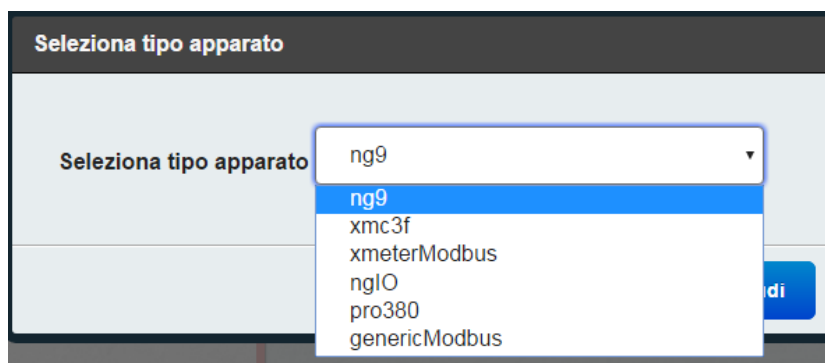 Seleziona tipo apparato
Seleziona tipo apparato ng9
ng9
xmc3f
xmeterModbus
ngIO
pro380
genericModbus